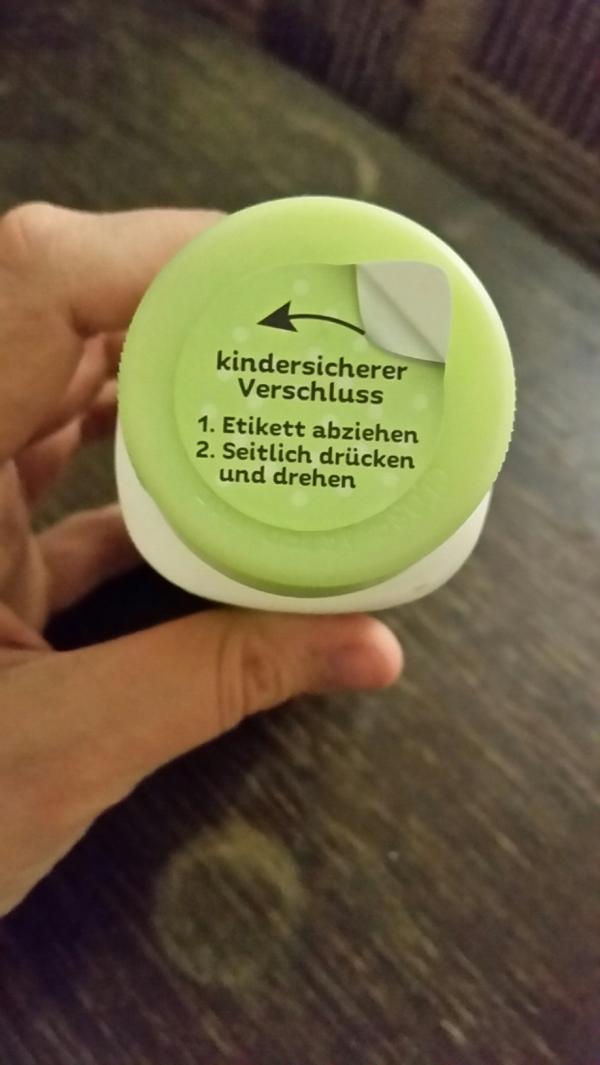 kindersicherer
Verschluss
1. Etikett abziehen
2. Seitlich drücken
und drehen